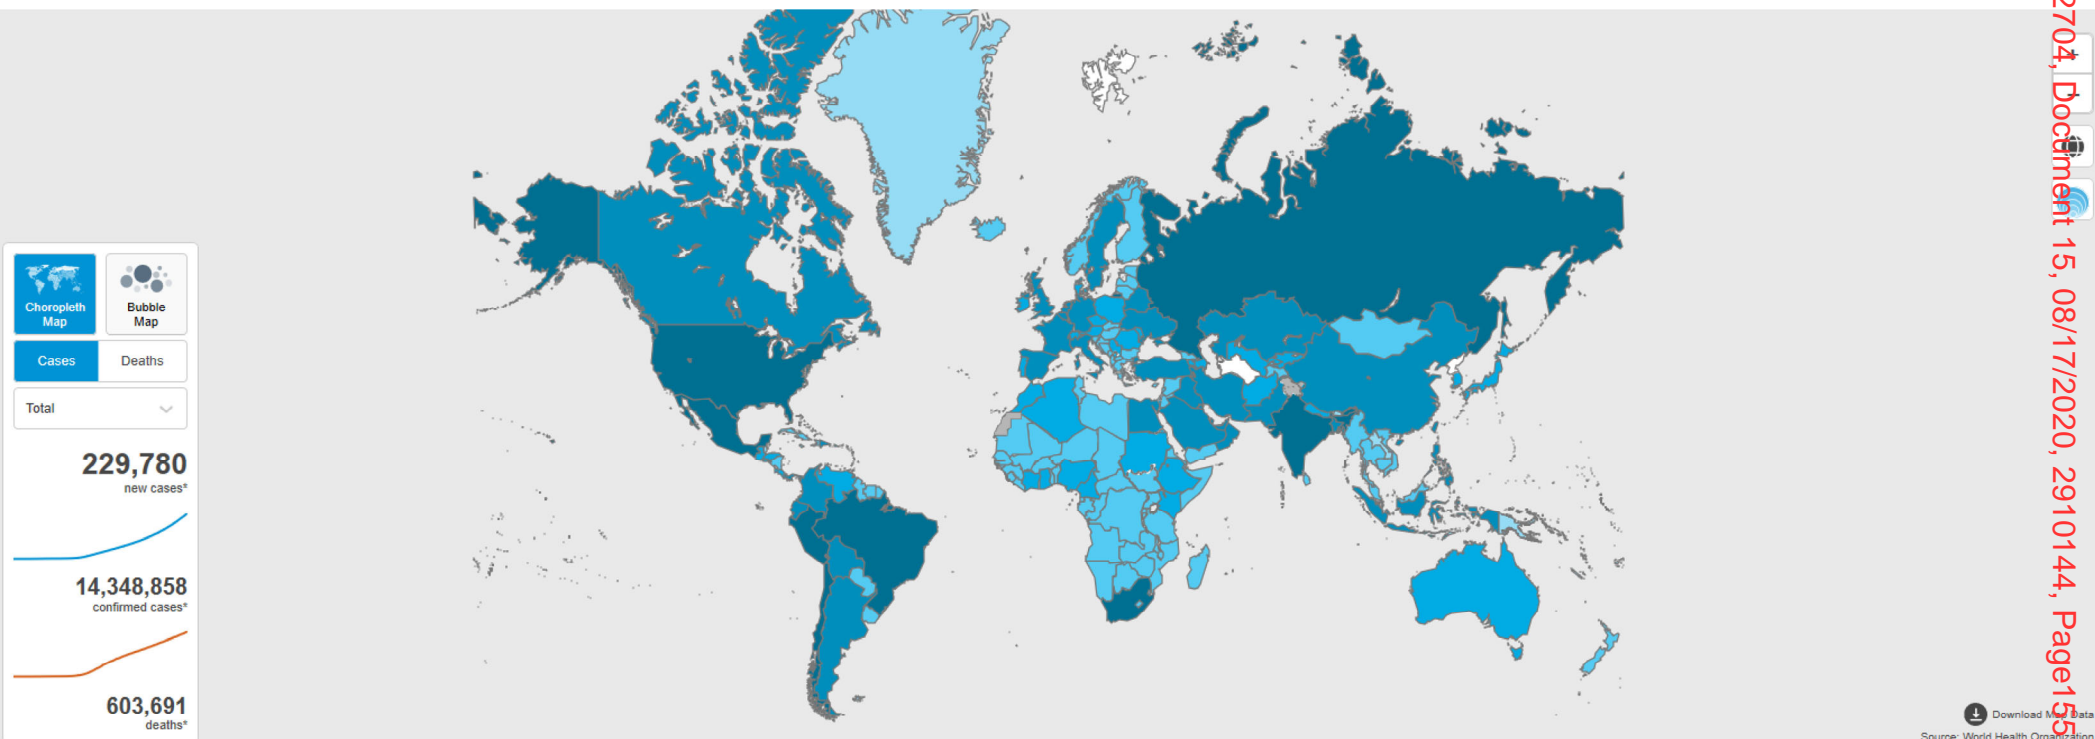 Choropleth
Map
Bubble
Map
Cases
Deaths
Total
229,780
new cases*
14,348,858
confirmed cases*
603,691
deaths*
2704, Document 15, 08/17/2020, 2910144, Page155
+
−
Download Map Data
Source: World Health Organization